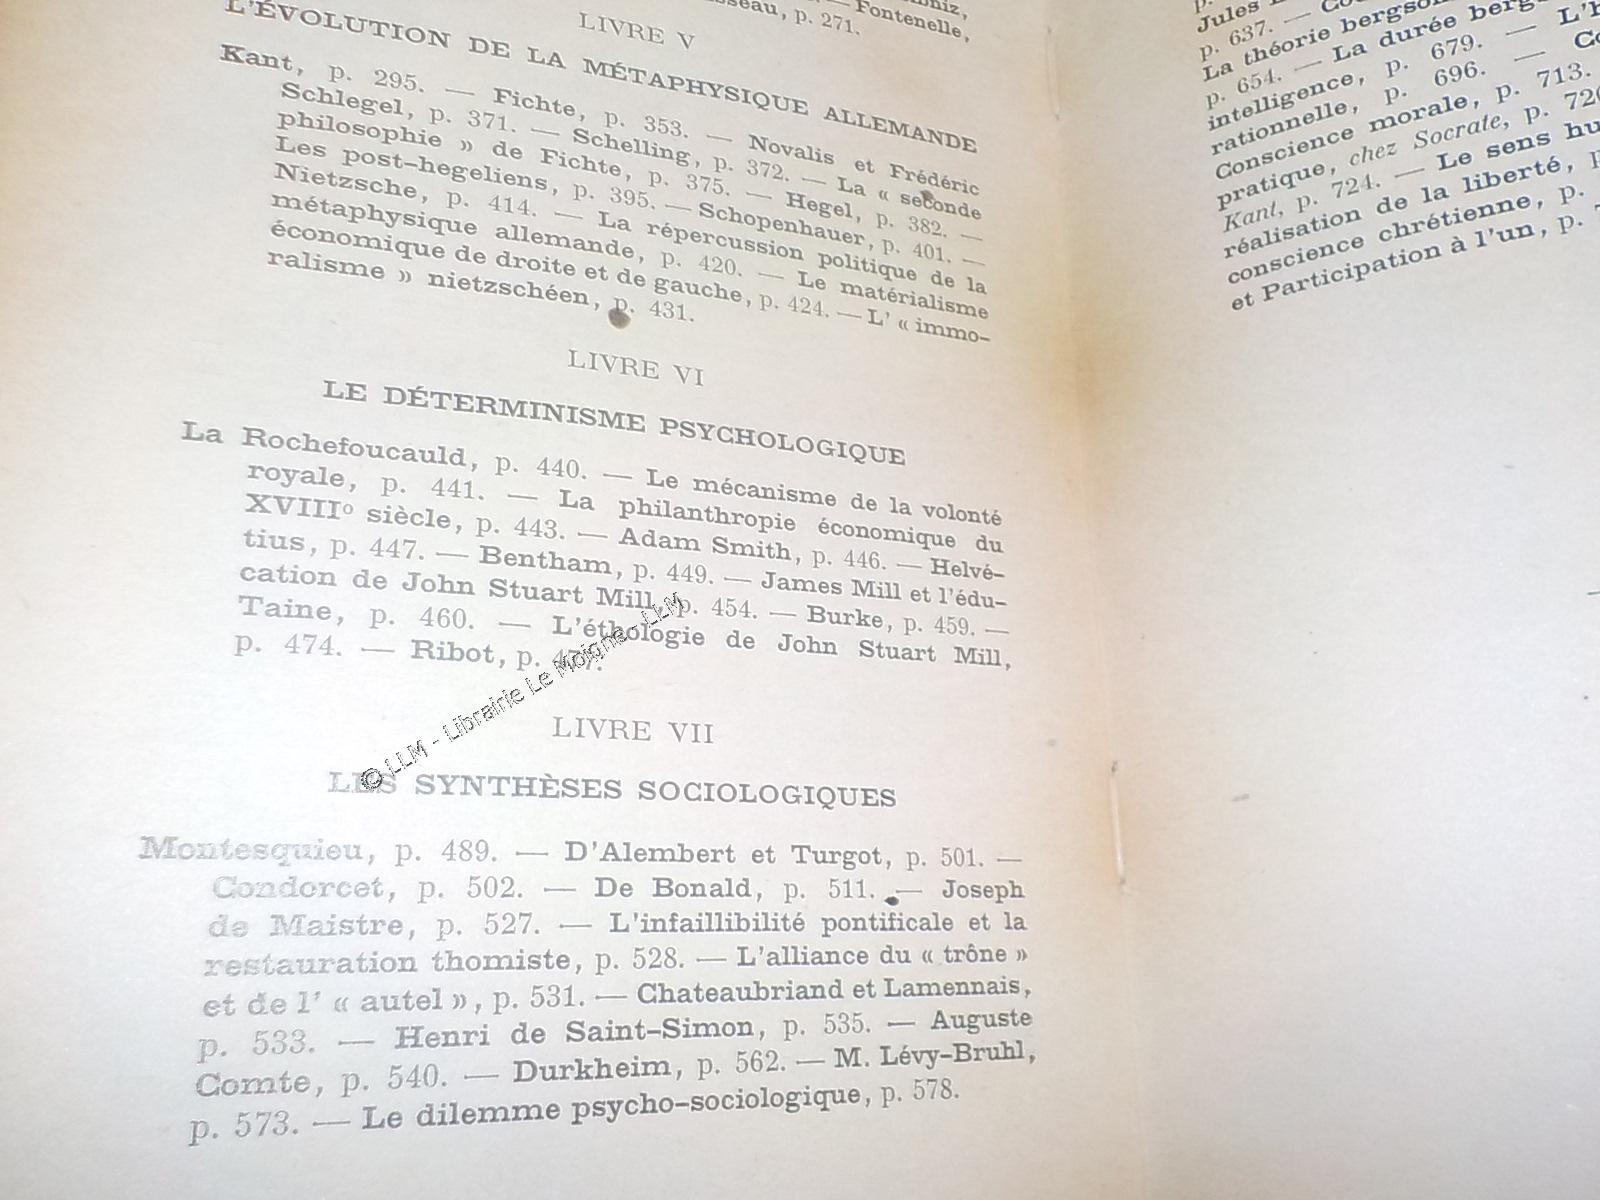 Fontenelle,
p. 271.
LIVRE V
L'ÉVOLUTION DE LA MÉTAPHYSIQUE ALLEMANDE
Kant, p. 295. — Fichte, p. 353. — Novalis et Frédéric
Schlegel, p. 371. — Schelling, p. 372. — La « seconde
philosophie » de Fichte, p. 375. — Hegel, p. 382. —
Les post-hegeliens, p. 395. — Schopenhauer, p. 401. —
Nietzsche, p. 414. — La répercussion politique de la
métaphysique allemande, p. 420. — Le matérialisme
économique de droite et de gauche, p. 424. — L' « immo-
ralisme » nietzschéen, p. 431.
LIVRE VI
LE DÉTERMINISME PSYCHOLOGIQUE
La Rochefoucauld, p. 440. — Le mécanisme de la volonté
royale, p. 441. — La philanthropie économique du
XVIIIº siècle, p. 443. — Adam Smith, p. 446. — Helvé-
tius, p. 447. — Bentham, p. 449. — James Mill et l'édu-
cation de John Stuart Mill, p. 454. — Burke, p. 459. —
Taine, p. 460. — L'éthologie de John Stuart Mill,
p. 474. — Ribot, p. 477.
LIVRE VII
LES SYNTHÈSES SOCIOLOGIQUES
Montesquieu, p. 489. — D'Alembert et Turgot, p. 501. —
Condorcet, p. 502. — De Bonald, p. 511. — Joseph
de Maistre, p. 527. — L'infaillibilité pontificale et la
restauration thomiste, p. 528. — L'alliance du « trône »
et de l' « autel », p. 531. — Chateaubriand et Lamennais,
p. 533. — Henri de Saint-Simon, p. 535. — Auguste
Comte, p. 540. — Durkheim, p. 562. — M. Lévy-Bruhl,
p. 573. — Le dilemme psycho-sociologique, p. 578.
© LLM - Librairie Le Moigne - LLM
Jules
p. 637. —
La théorie
p. 654. — La durée
intelligence, p. 679. —
rationnelle, p. 696. —
Conscience morale, p. 713.
pratique, chez Socrate, p.
Kant, p. 724. — Le sens
réalisation de la liberté,
conscience chrétienne, p.
et Participation à l'un, p.